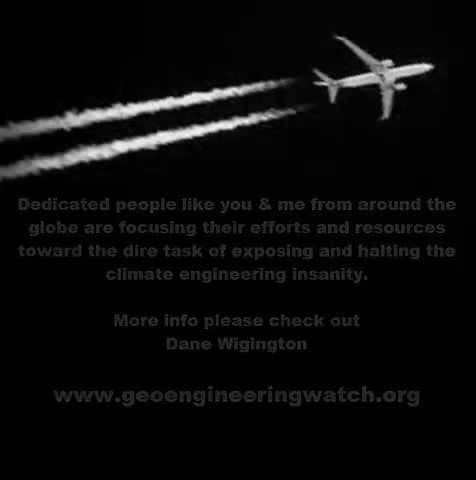 Dedicated people like you & me from around the
globe are focusing their efforts and resources
toward the dire task of exposing and halting the
climate engineering insanity.
More info please check out
Dane Wigington
www.geoengineeringwatch.org